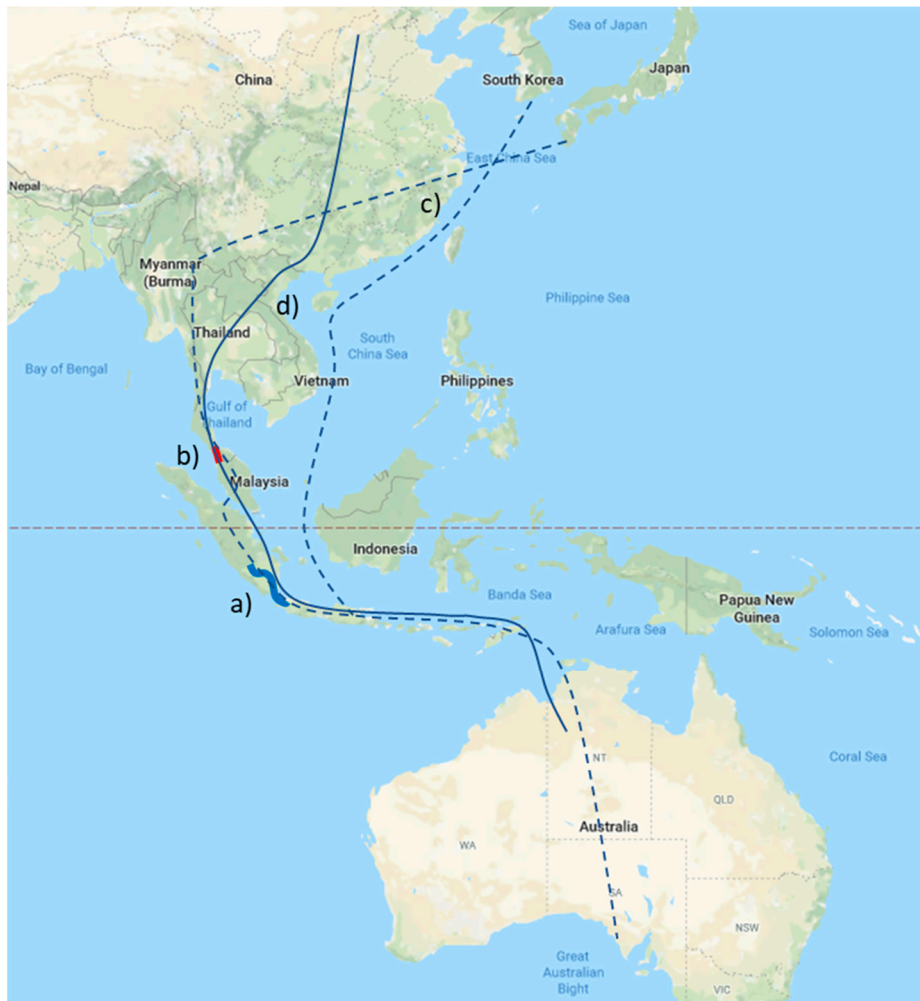 Sea of Japan
Japan
South Korea
China
East China Sea
Nepal
c)
Myanmar
(Burma)
Philippine Sea
d)
Thailand
South
China Sea
Bay of Bengal
Vietnam
Philippines
Gulf of
Thailand
b)
Malaysia
Indonesia
a)
Banda Sea
Papua New
Guinea
Arafura Sea
Solomon Sea
Coral Sea
NT
QLD
Australia
WA
SA
NSW
Great
Australian
Bight
VIC